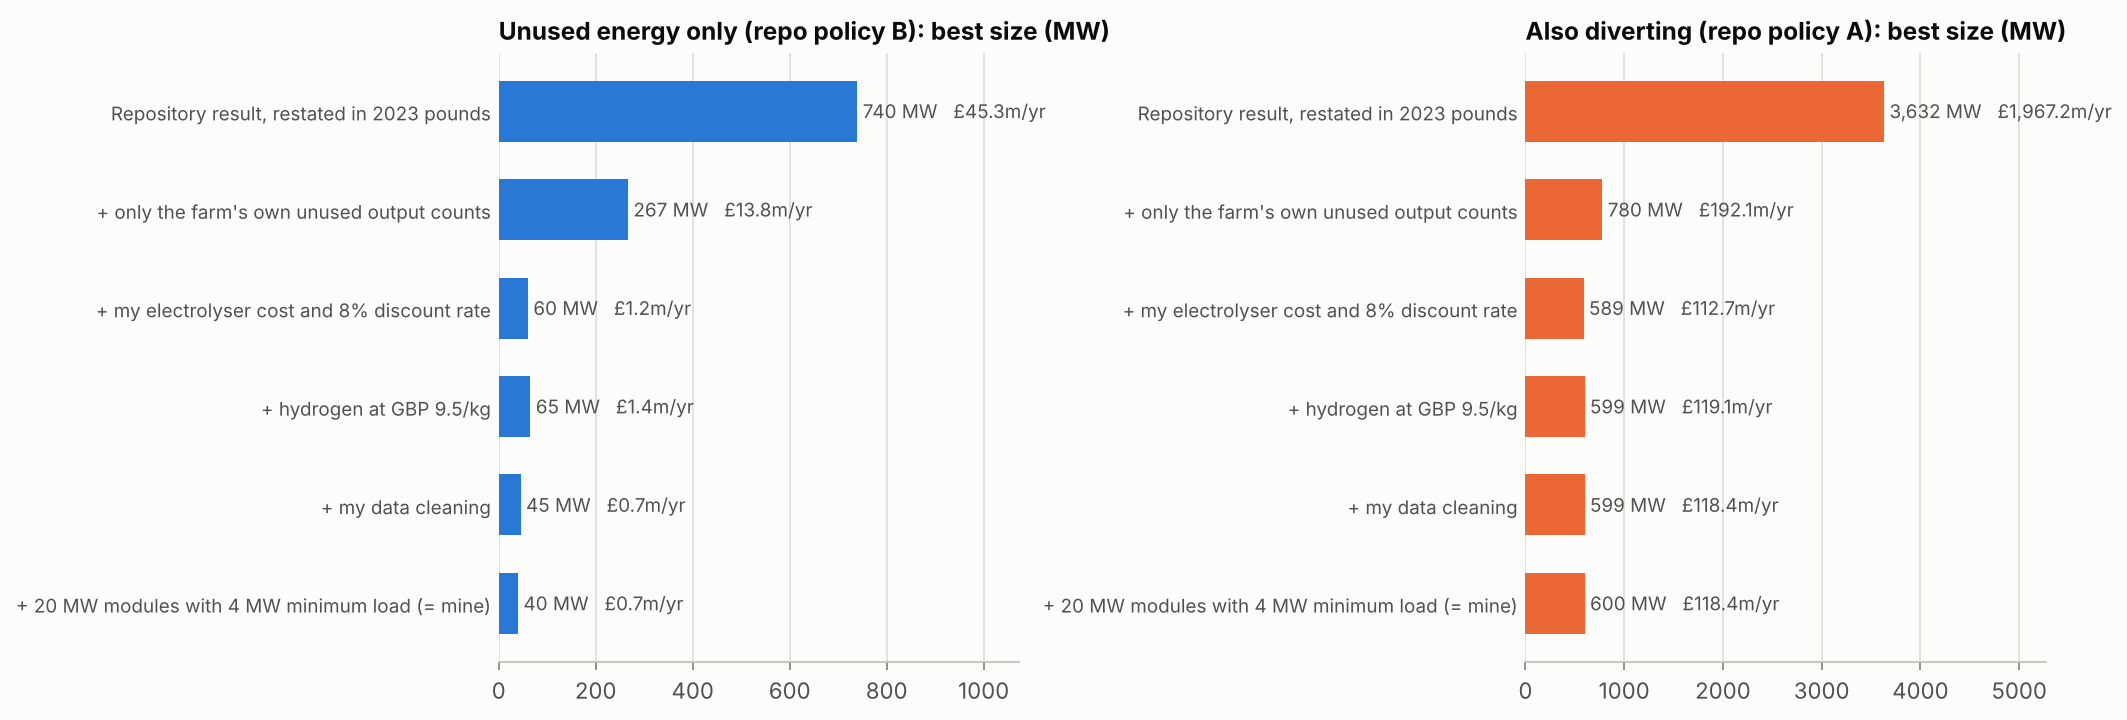 Unused energy only (repo policy B): best size (MW)
Repository result, restated in 2023 pounds
740 MW £45.3m/yr
+ only the farm's own unused output counts
267 MW £13.8m/yr
+ my electrolyser cost and 8% discount rate
60 MW £1.2m/yr
+ hydrogen at GBP 9.5/kg
65 MW £1.4m/yr
+ my data cleaning
45 MW £0.7m/yr
+ 20 MW modules with 4 MW minimum load (= mine)
40 MW £0.7m/yr
0 200 400 600 800 1000
Also diverting (repo policy A): best size (MW)
Repository result, restated in 2023 pounds
3,632 MW £1,967.2m/yr
+ only the farm's own unused output counts
780 MW £192.1m/yr
+ my electrolyser cost and 8% discount rate
589 MW £112.7m/yr
+ hydrogen at GBP 9.5/kg
599 MW £119.1m/yr
+ my data cleaning
599 MW £118.4m/yr
+ 20 MW modules with 4 MW minimum load (= mine)
600 MW £118.4m/yr
0 1000 2000 3000 4000 5000